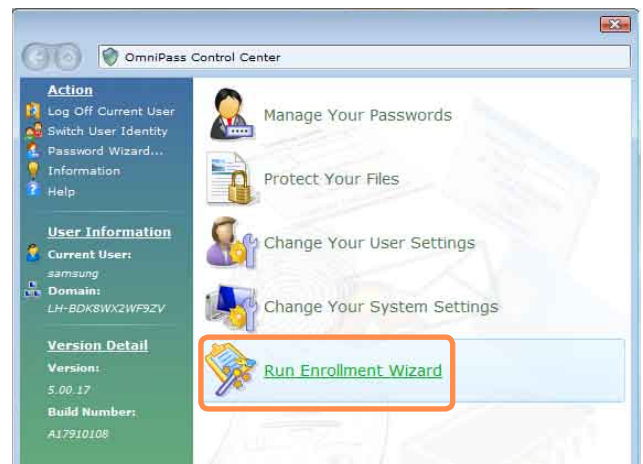 OmniPass Control Center
Action
Log Off Current User
Switch User Identity
Password Wizard...
Information
Help
User Information
Current User:
samsung
Domain:
LH-BDK8WX2WF9ZV
Version Detail
Version:
5.00.17
Build Number:
A17910108
Manage Your Passwords
Protect Your Files
Change Your User Settings
Change Your System Settings
Run Enrollment Wizard